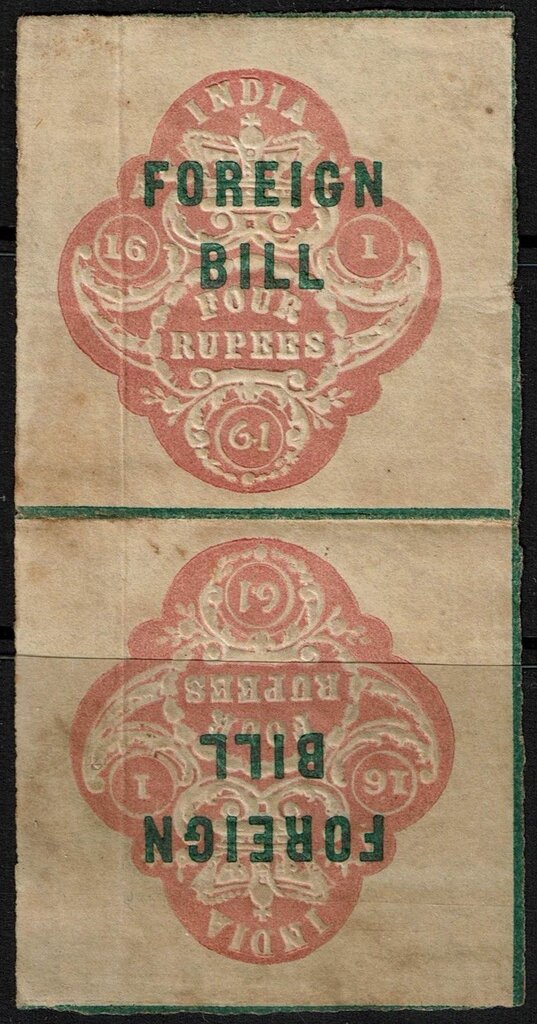 INDIA
FOREIGN
16 BILL 1
FOUR
RUPEES
61
61
RUPEES
FOUR
BILL
1 16
FOREIGN
INDIA